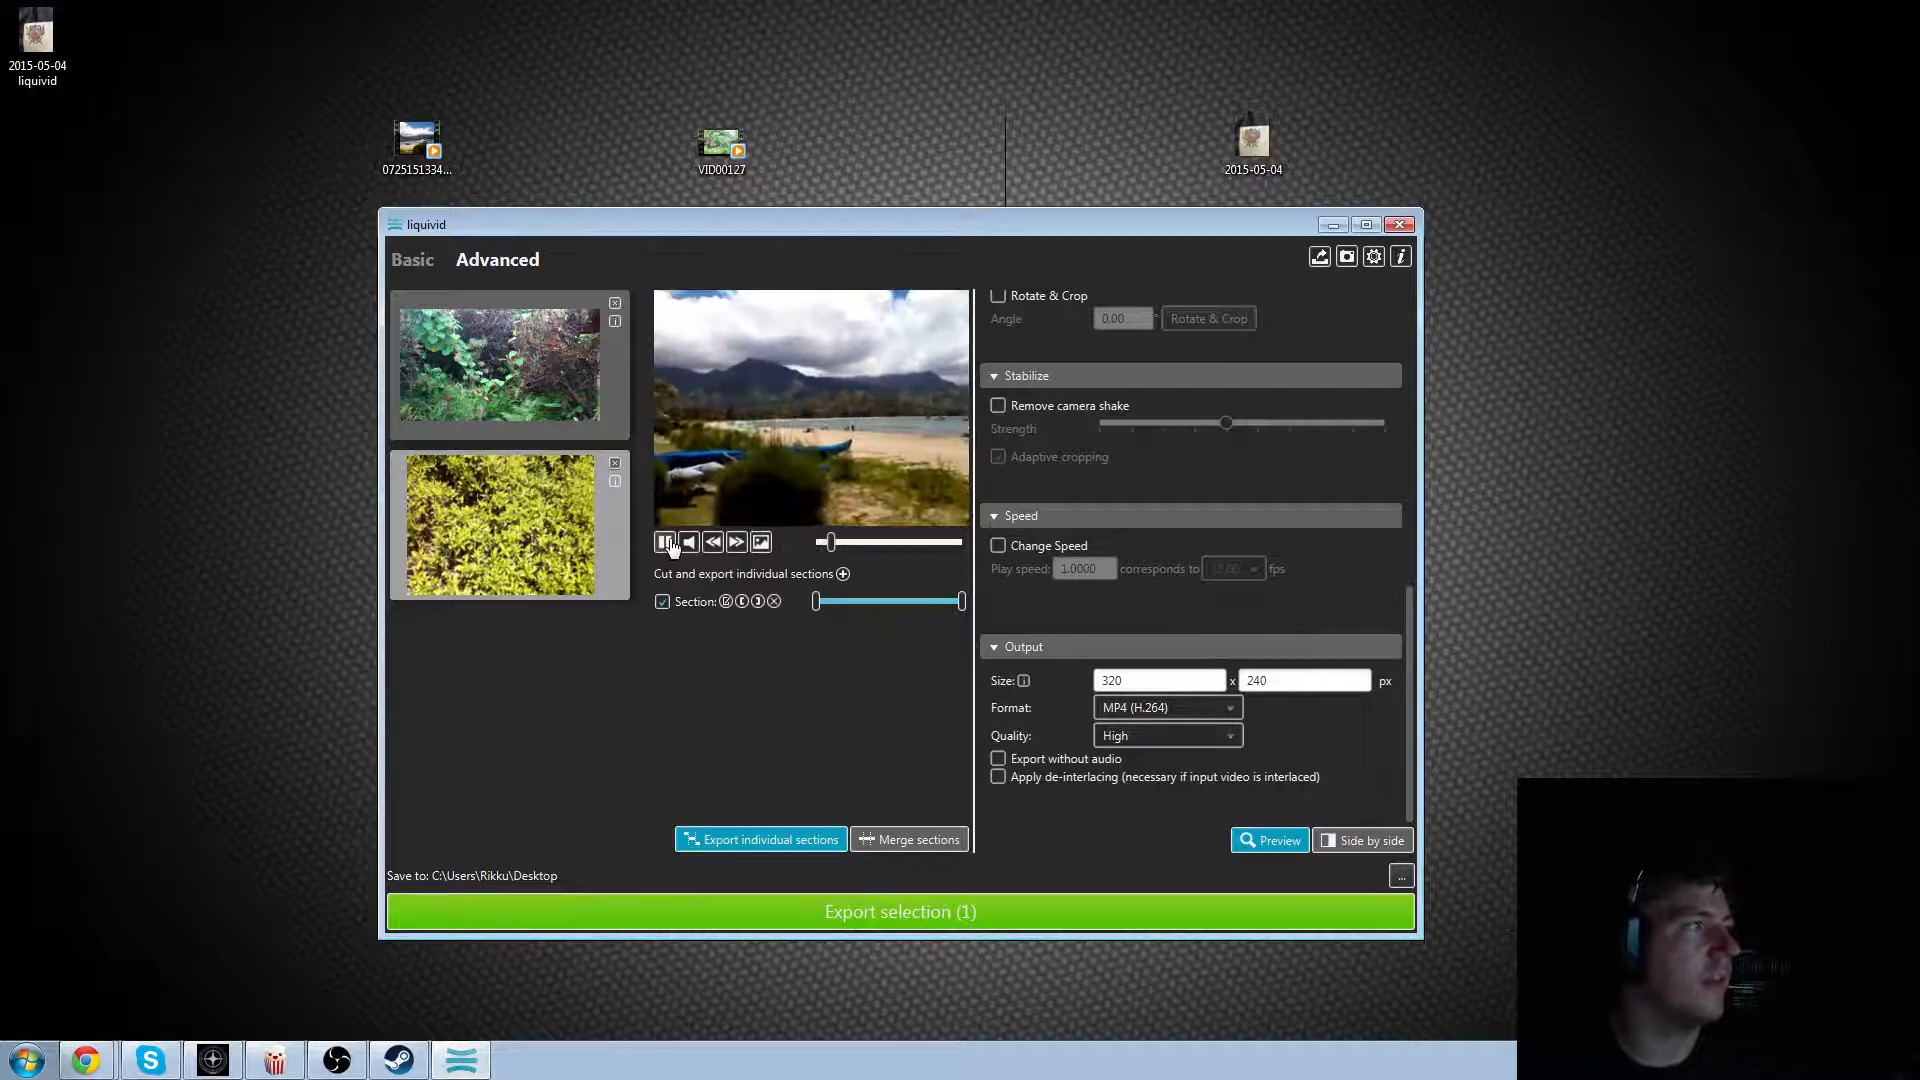 2015-05-04
liquivid
0725151334...
VID00127
2015-05-04
liquivid
Basic
Advanced
Rotate & Crop
Angle
0,00
°
Rotate & Crop
Stabilize
Remove camera shake
Strength
Adaptive cropping
Speed
Change Speed
Play speed:
1.0000
corresponds to
fps
Cut and export individual sections
Section:
Output
Size:
320
x
240
px
Format:
MP4 (H.264)
Quality:
High
Export without audio
Apply de-interlacing (necessary if input video is interlaced)
Export individual sections
Merge sections
Preview
Side by side
Save to: C:\Users\Rikku\Desktop
...
Export selection (1)